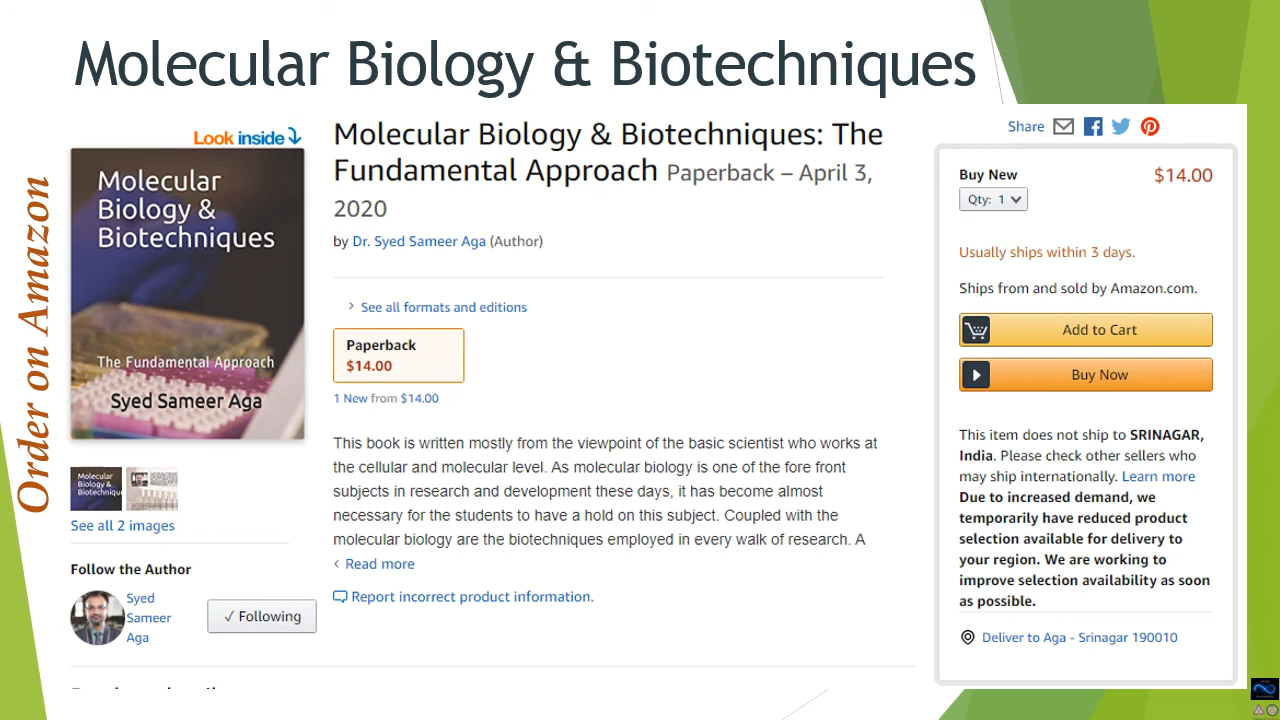 Molecular Biology & Biotechniques
Order on Amazon
Look inside
Molecular
Biology &
Biotechniques
The Fundamental Approach
Syed Sameer Aga
See all 2 images
Follow the Author
Syed
Sameer
Aga
✓ Following
Molecular Biology & Biotechniques: The
Fundamental Approach Paperback – April 3,
2020
by Dr. Syed Sameer Aga (Author)
› See all formats and editions
Paperback
$14.00
1 New from $14.00
This book is written mostly from the viewpoint of the basic scientist who works at
the cellular and molecular level. As molecular biology is one of the fore front
subjects in research and development these days, it has become almost
necessary for the students to have a hold on this subject. Coupled with the
molecular biology are the biotechniques employed in every walk of research. A
‹ Read more
Report incorrect product information.
Share
Buy New $14.00
Qty: 1
Usually ships within 3 days.
Ships from and sold by Amazon.com.
Add to Cart
Buy Now
This item does not ship to SRINAGAR,
India. Please check other sellers who
may ship internationally. Learn more
Due to increased demand, we
temporarily have reduced product
selection available for delivery to
your region. We are working to
improve selection availability as soon
as possible.
Deliver to Aga - Srinagar 190010